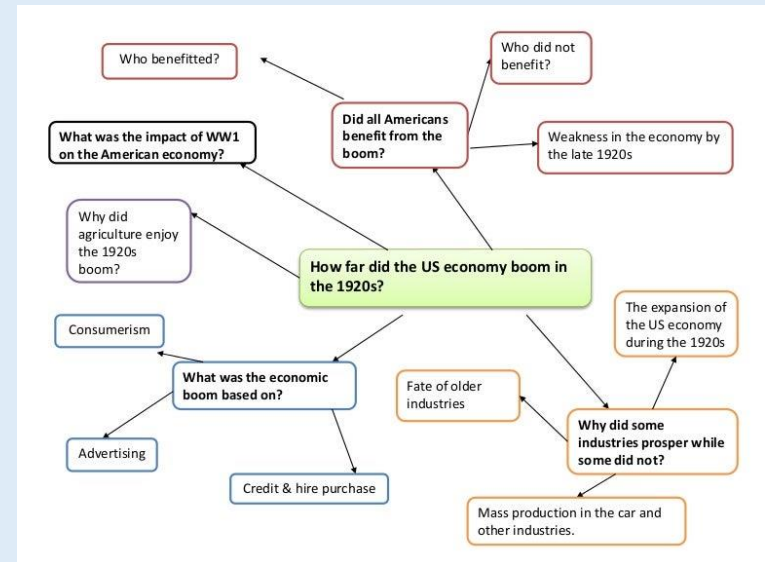 Who benefitted?
Who did not
benefit?
Did all Americans
benefit from the
boom?
What was the impact of WW1
on the American economy?
Weakness in the economy by
the late 1920s
Why did
agriculture enjoy
the 1920s
boom?
How far did the US economy boom in
the 1920s?
The expansion of
the US economy
during the 1920s
Consumerism
What was the economic
boom based on?
Fate of older
industries
Why did some
industries prosper while
some did not?
Advertising
Credit & hire purchase
Mass production in the car and
other industries.